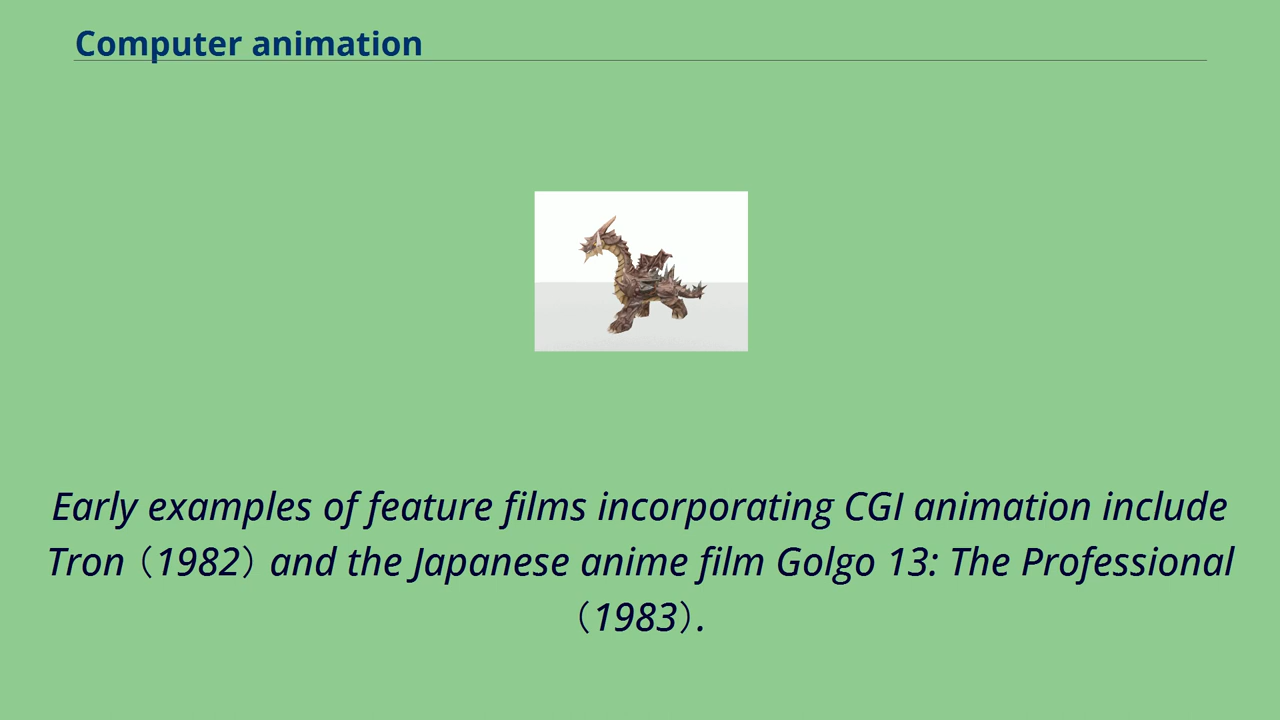 Computer animation
Early examples of feature films incorporating CGI animation include
Tron（1982）and the Japanese anime film Golgo 13: The Professional
（1983）.